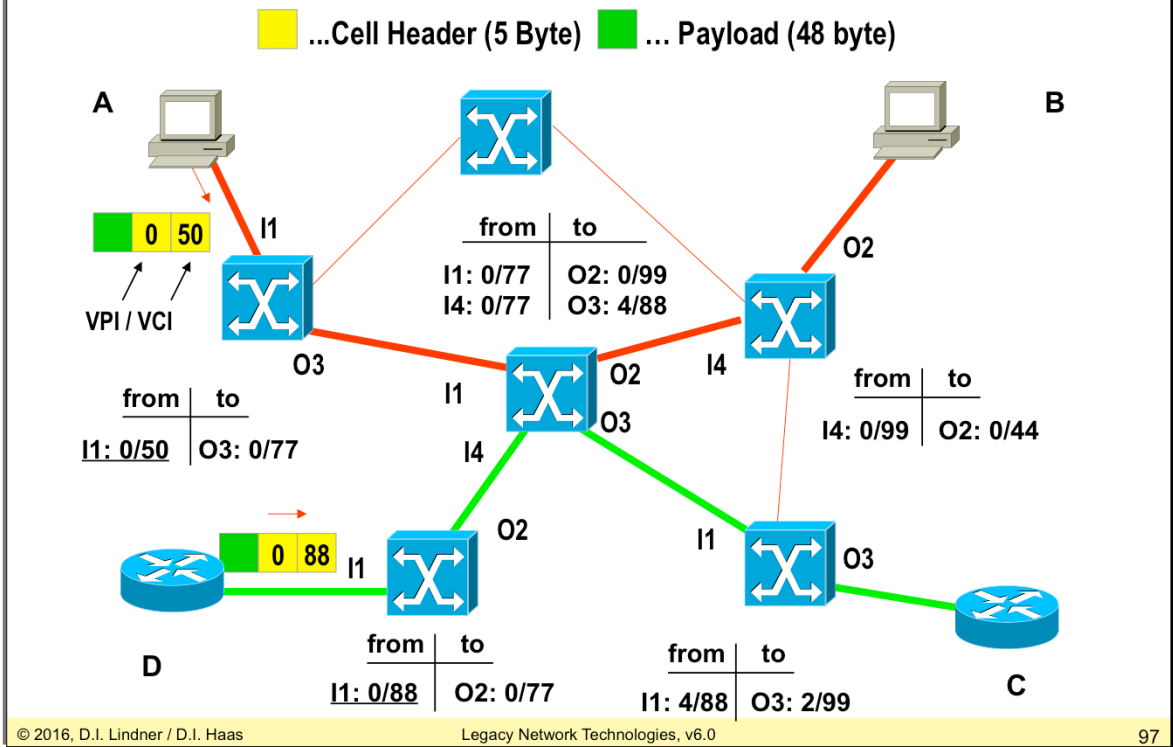 ...Cell Header (5 Byte) ... Payload (48 byte)
A
B
I1
0 50
VPI / VCI
from to
I1: 0/77 O2: 0/99
I4: 0/77 O3: 4/88
O2
O3
I1
O2
I4
O3
from to
I1: 0/50 O3: 0/77
from to
I4: 0/99 O2: 0/44
I4
O2
0 88
I1
I1
O3
D
from to
I1: 0/88 O2: 0/77
from to
I1: 4/88 O3: 2/99
C
© 2016, D.I. Lindner / D.I. Haas Legacy Network Technologies, v6.0 97